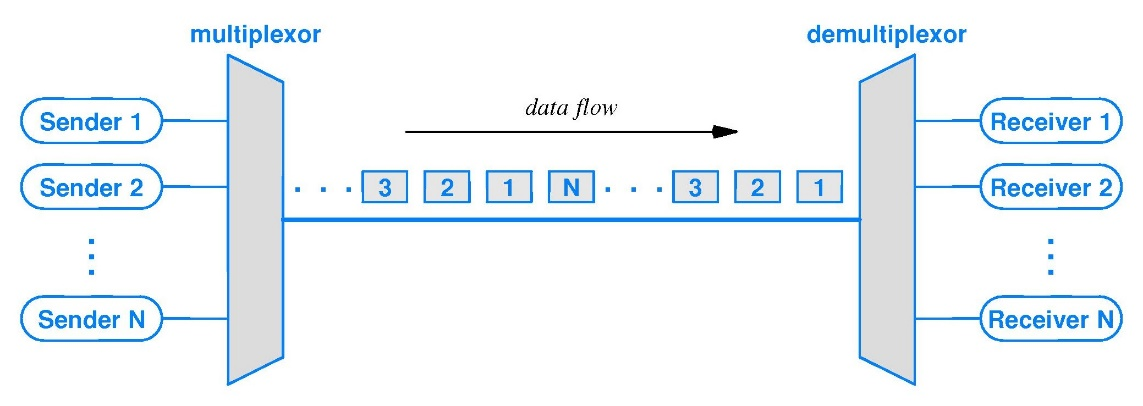 multiplexor
demultiplexor
data flow
Sender 1
Receiver 1
Sender 2
. . . 3 2 1 N . . . 3 2 1
Receiver 2
Sender N
Receiver N